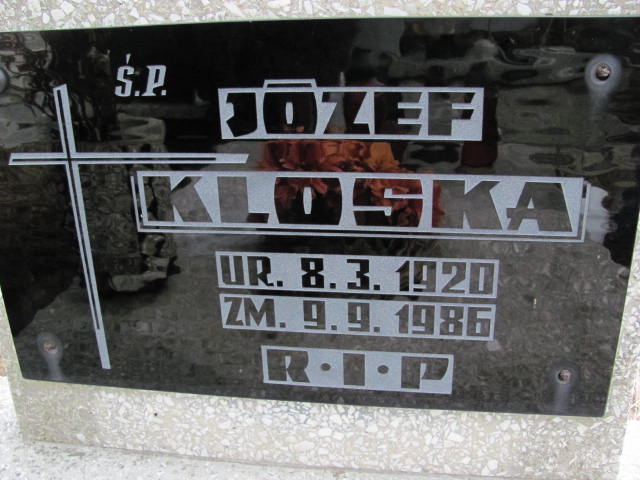 Ś.P.
JÓZEF
KLOSKA
UR. 8.3.1920
ZM. 9.9.1986
R·I·P